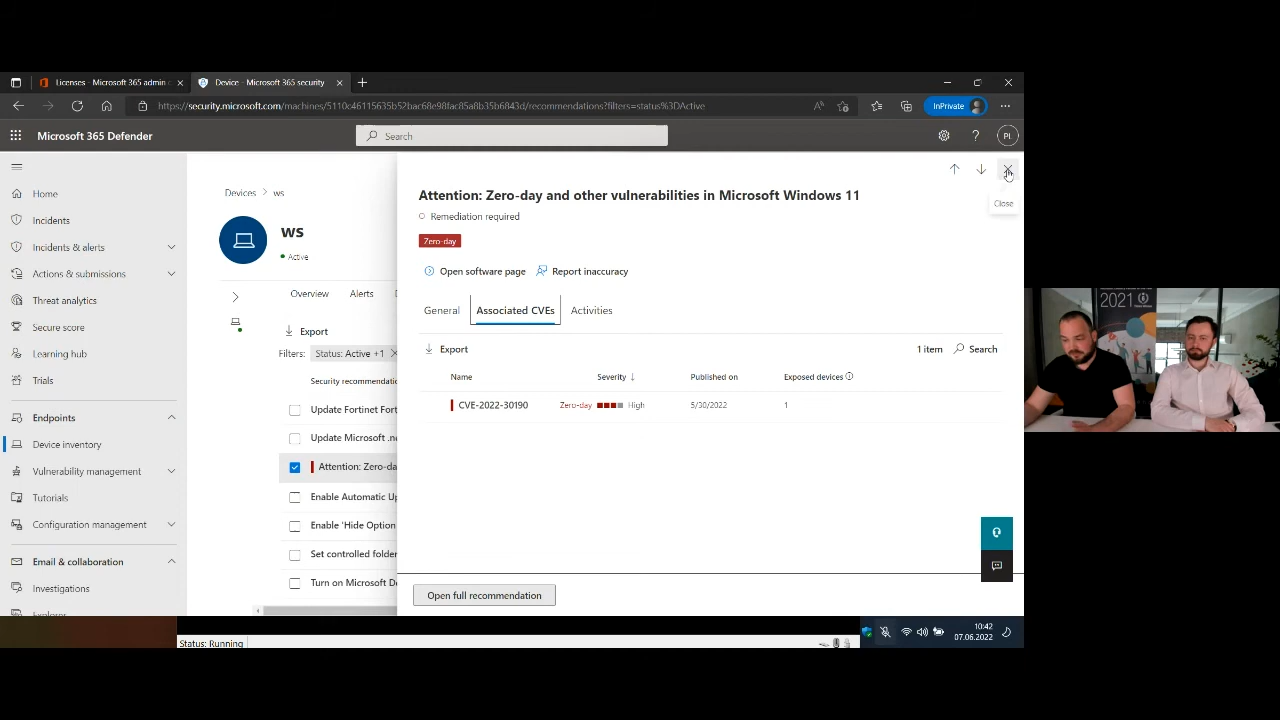 Licenses - Microsoft 365 admin c
Device - Microsoft 365 security
https://security.microsoft.com/machines/5110c46115635b52bac68e98fac85a8b35b6843d/recommendations?filters=status%3DActive
InPrivate
Microsoft 365 Defender
Search
PL
Home
Incidents
Incidents & alerts
Actions & submissions
Threat analytics
Secure score
Learning hub
Trials
Endpoints
Device inventory
Vulnerability management
Tutorials
Configuration management
Email & collaboration
Investigations
Devices > ws
ws
Active
Overview
Alerts
Export
Filters:
Status: Active +1
Security recommendatio
Update Fortinet Fort
Update Microsoft .ne
Attention: Zero-da
Enable Automatic Up
Enable 'Hide Option
Set controlled folder
Turn on Microsoft De
Close
Attention: Zero-day and other vulnerabilities in Microsoft Windows 11
Remediation required
Zero-day
Open software page
Report inaccuracy
General
Associated CVEs
Activities
Export
1 item
Search
Name
Severity
Published on
Exposed devices
CVE-2022-30190
Zero-day
High
5/30/2022
1
Open full recommendation
Status: Running
10:42
07.06.2022
2021